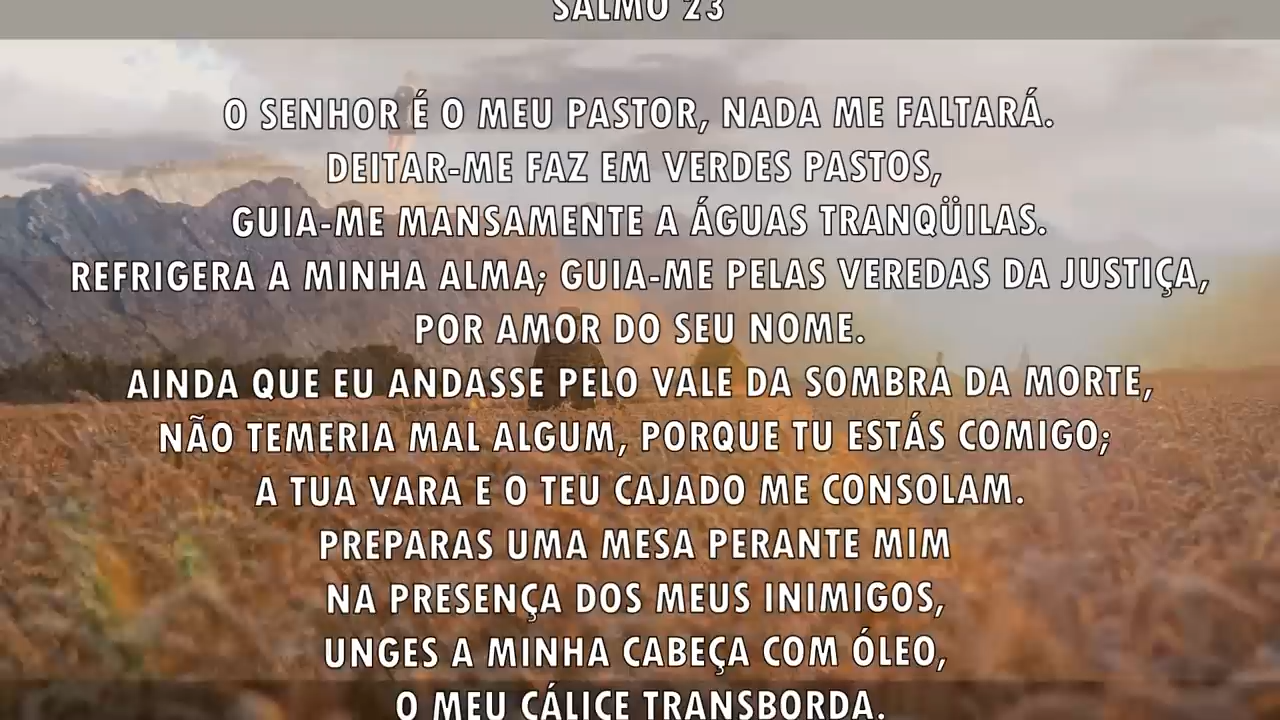 SALMO 23
O SENHOR É O MEU PASTOR, NADA ME FALTARÁ.
DEITAR-ME FAZ EM VERDES PASTOS,
GUIA-ME MANSAMENTE A ÁGUAS TRANQÜILAS.
REFRIGERA A MINHA ALMA; GUIA-ME PELAS VEREDAS DA JUSTIÇA,
POR AMOR DO SEU NOME.
AINDA QUE EU ANDASSE PELO VALE DA SOMBRA DA MORTE,
NÃO TEMERIA MAL ALGUM, PORQUE TU ESTÁS COMIGO;
A TUA VARA E O TEU CAJADO ME CONSOLAM.
PREPARAS UMA MESA PERANTE MIM
NA PRESENÇA DOS MEUS INIMIGOS,
UNGES A MINHA CABEÇA COM ÓLEO,
O MEU CÁLICE TRANSBORDA.